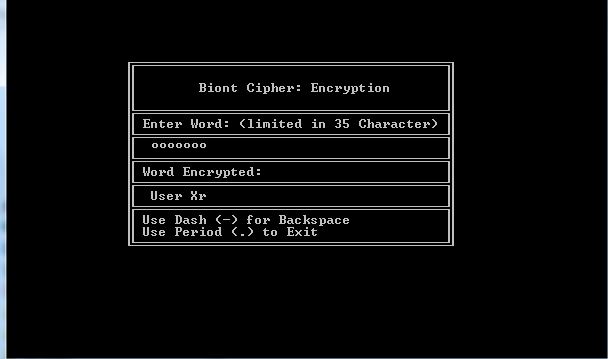 Biont Cipher: Encryption
Enter Word: (limited in 35 Character)
ooooooo
Word Encrypted:
User Xr
Use Dash (-) for Backspace
Use Period (.) to Exit